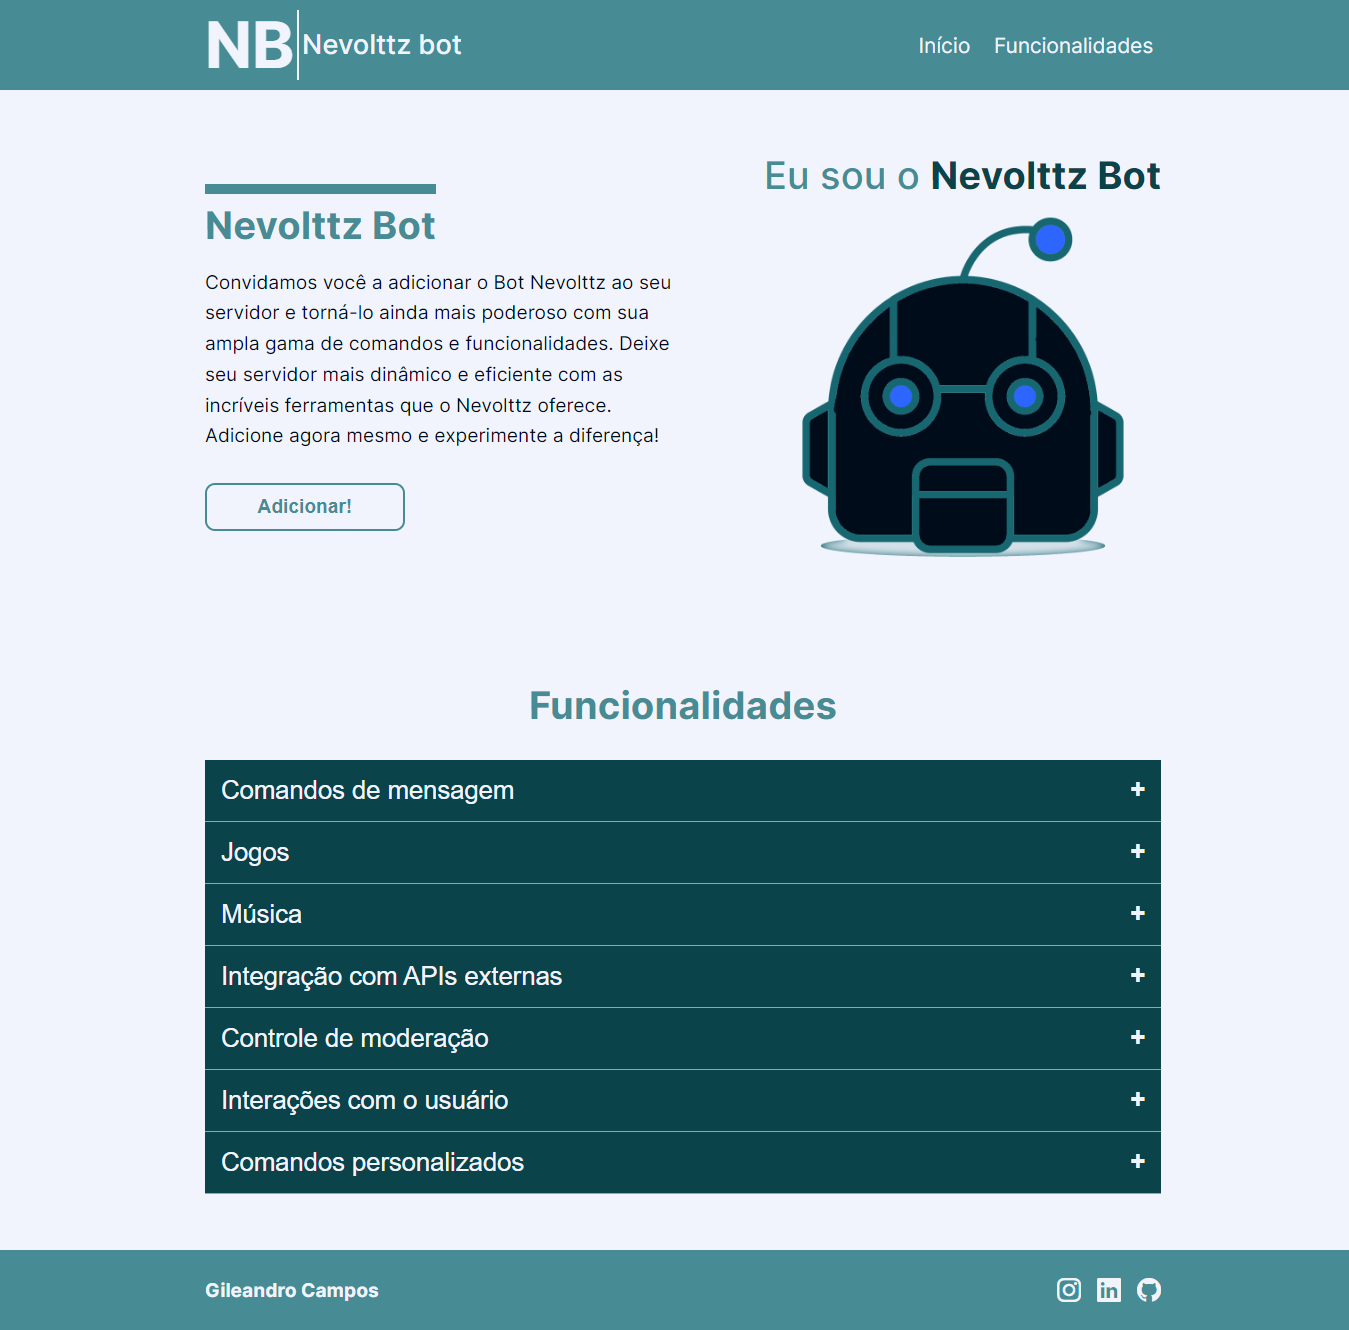 NB Nevolttz bot
Início Funcionalidades
Nevolttz Bot
Convidamos você a adicionar o Bot Nevolttz ao seu
servidor e torná-lo ainda mais poderoso com sua
ampla gama de comandos e funcionalidades. Deixe
seu servidor mais dinâmico e eficiente com as
incríveis ferramentas que o Nevolttz oferece.
Adicione agora mesmo e experimente a diferença!
Adicionar!
Eu sou o Nevolttz Bot
Funcionalidades
Comandos de mensagem +
Jogos +
Música +
Integração com APIs externas +
Controle de moderação +
Interações com o usuário +
Comandos personalizados +
Gileandro Campos
in